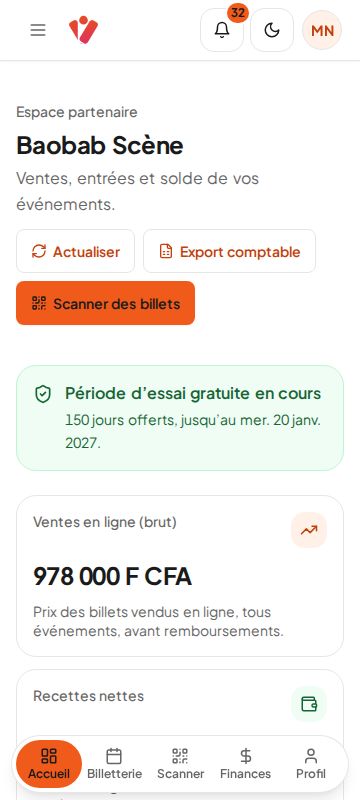 32
MN
Espace partenaire
Baobab Scène
Ventes, entrées et solde de vos
événements.
Actualiser
Export comptable
Scanner des billets
Période d'essai gratuite en cours
150 jours offerts, jusqu'au mer. 20 janv.
2027.
Ventes en ligne (brut)
978 000 F CFA
Prix des billets vendus en ligne, tous
événements, avant remboursements.
Recettes nettes
Accueil
Billetterie
Scanner
Finances
Profil